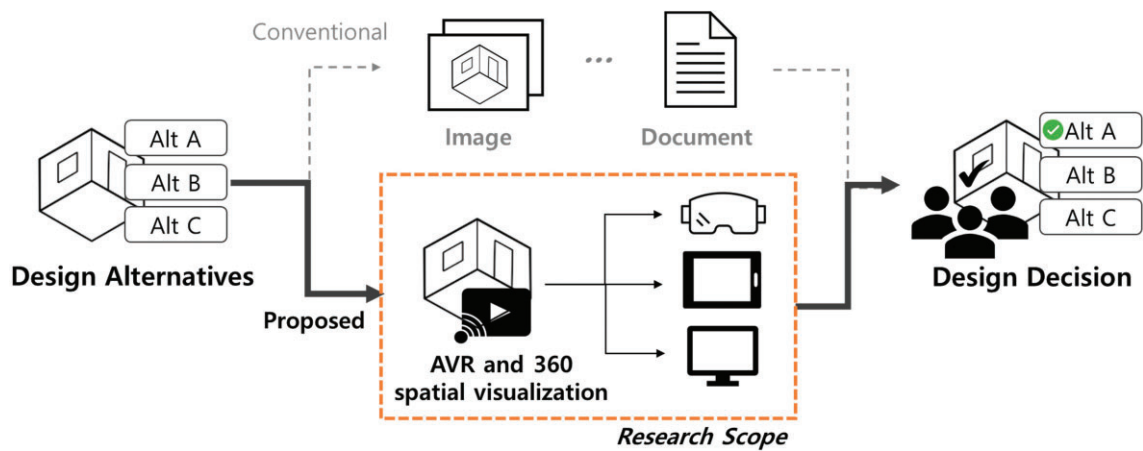 Conventional
Image
...
Document
Alt A
Alt B
Alt C
Design Alternatives
Proposed
AVR and 360
spatial visualization
Research Scope
Alt A
Alt B
Alt C
Design Decision